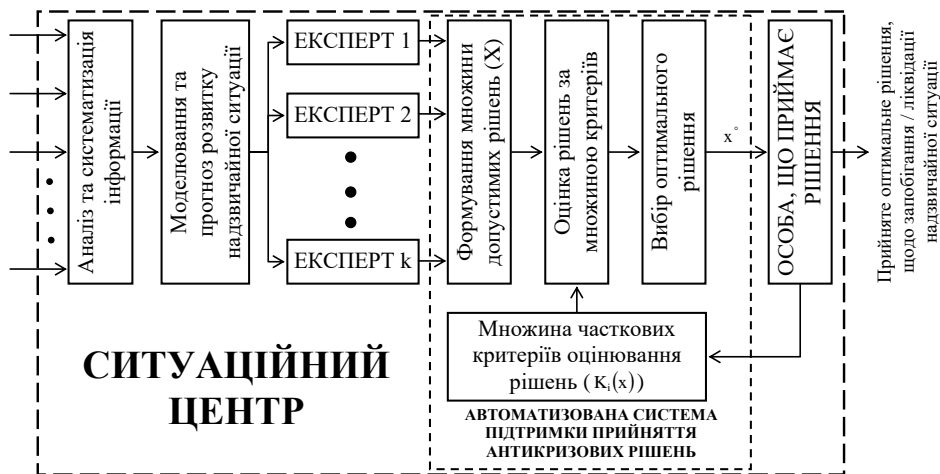 Аналіз та систематизація
інформації
Моделювання та
прогноз розвитку
надзвичайної ситуації
ЕКСПЕРТ 1
ЕКСПЕРТ 2
ЕКСПЕРТ k
Формування множини
допустимих рішень (X)
Оцінка рішень за
множиною критеріїв
Вибір оптимального
рішення
x°
ОСОБА, ЩО ПРИЙМАЄ
РІШЕННЯ
Прийняте оптимальне рішення,
щодо запобігання / ліквідації
надзвичайної ситуації
Множина часткових
критеріїв оцінювання
рішень ( K_i(x) )
СИТУАЦІЙНИЙ
ЦЕНТР
АВТОМАТИЗОВАНА СИСТЕМА
ПІДТРИМКИ ПРИЙНЯТТЯ
АНТИКРИЗОВИХ РІШЕНЬ